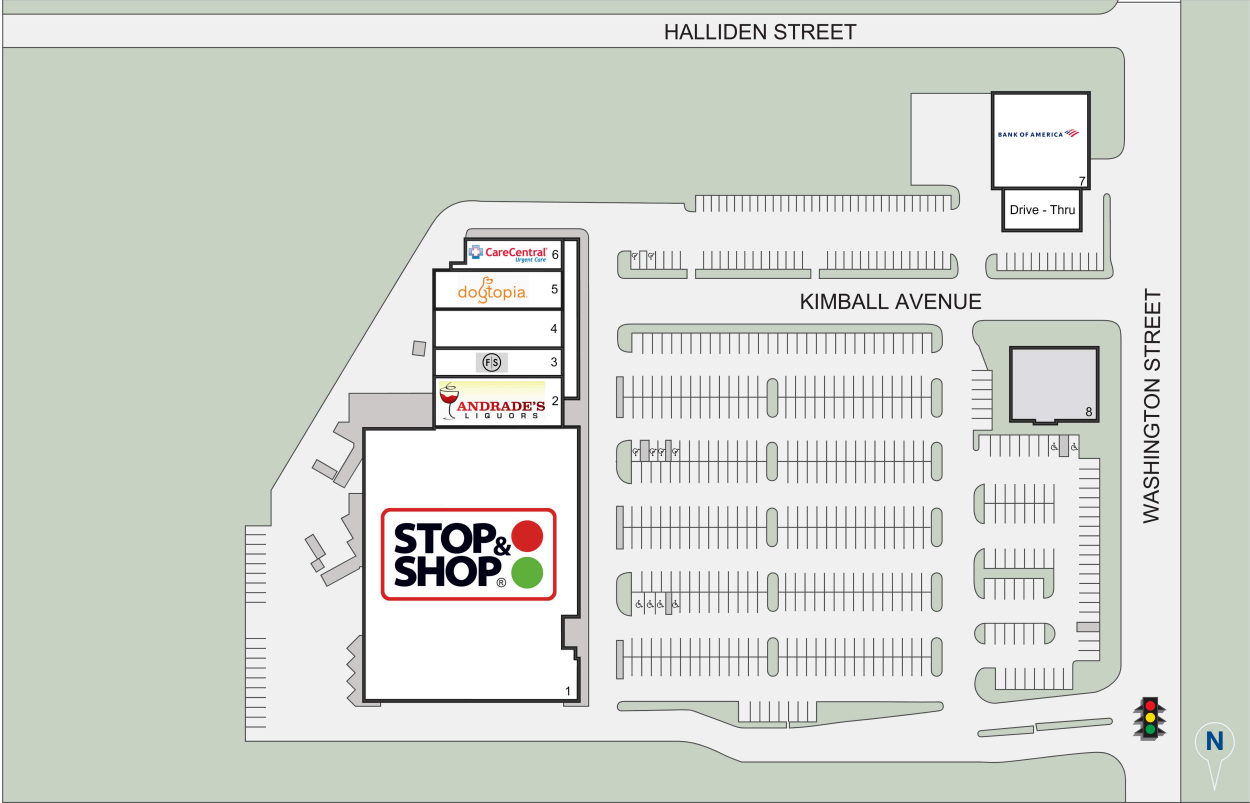 HALLIDEN STREET
BANK OF AMERICA
7
Drive - Thru
CareCentral
Urgent Care
6
dogtopia.
5
KIMBALL AVENUE
4
F|S
3
WASHINGTON STREET
ANDRADE'S
LIQUORS
2
8
STOP&
SHOP®
1
N